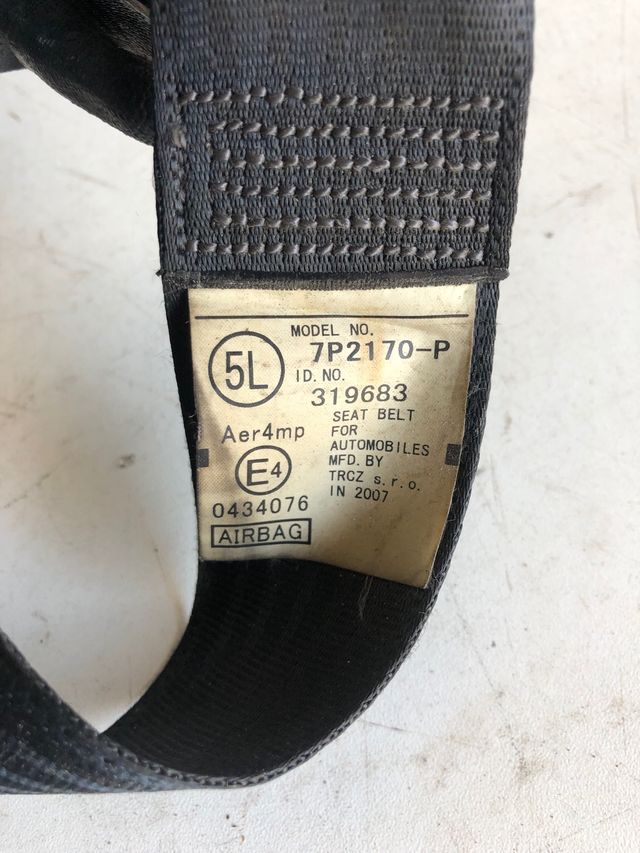 5L
MODEL NO.
7P2170-P
ID. NO.
319683
Aer4mp
E4
0434076
AIRBAG
SEAT BELT
FOR
AUTOMOBILES
MFD. BY
TRCZ s.r.o.
IN 2007